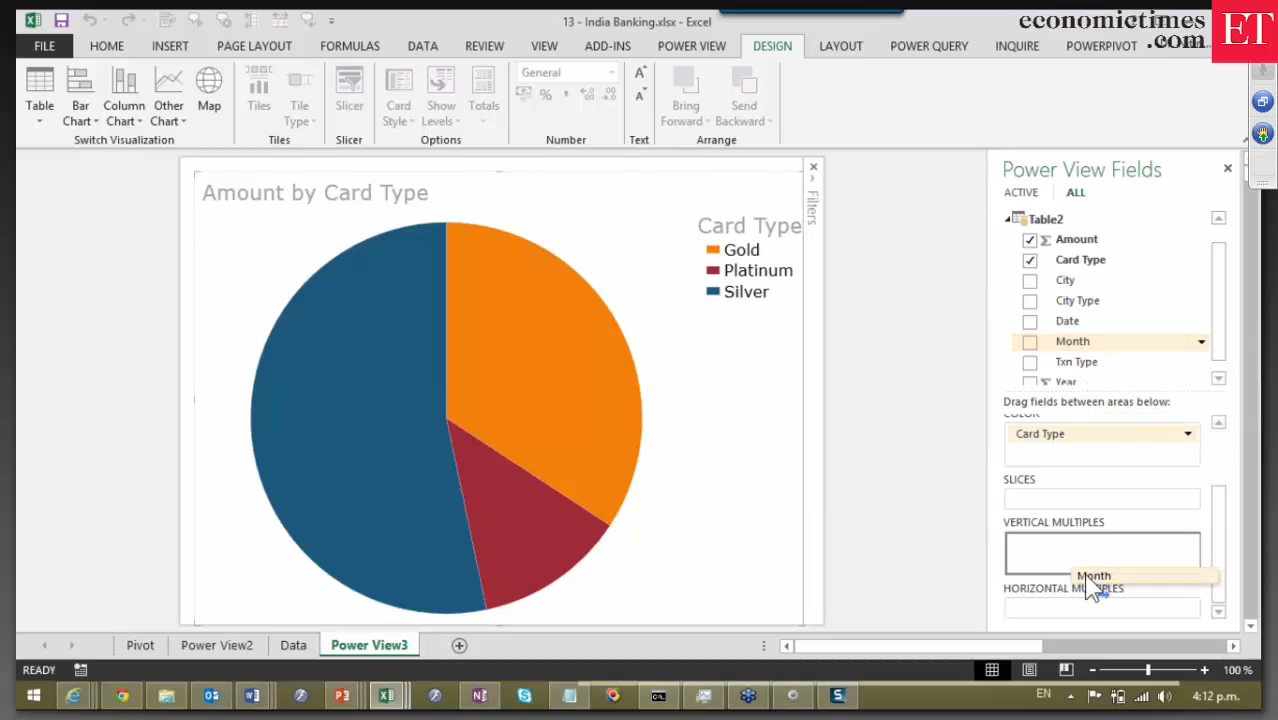 13 - India Banking.xlsx - Excel
economictimes
.com
ET
FILE HOME INSERT PAGE LAYOUT FORMULAS DATA REVIEW VIEW ADD-INS POWER VIEW DESIGN LAYOUT POWER QUERY INQUIRE POWERPIVOT
Table
Bar Chart
Column Chart
Other Chart
Map
Switch Visualization
Tiles
Tile Type
Tiles
Slicer
Slicer
Card Style
Show Levels
Totals
Options
General
%
Number
A
A
Text
Bring Forward
Send Backward
Arrange
Amount by Card Type
Card Type
Gold
Platinum
Silver
Filters
Power View Fields
ACTIVE ALL
Table2
Σ Amount
Card Type
City
City Type
Date
Month
Txn Type
Σ Year
Drag fields between areas below:
COLOR
Card Type
SLICES
VERTICAL MULTIPLES
Month
HORIZONTAL MULTIPLES
Pivot Power View2 Data Power View3
READY
100 %
EN
4:12 p.m.